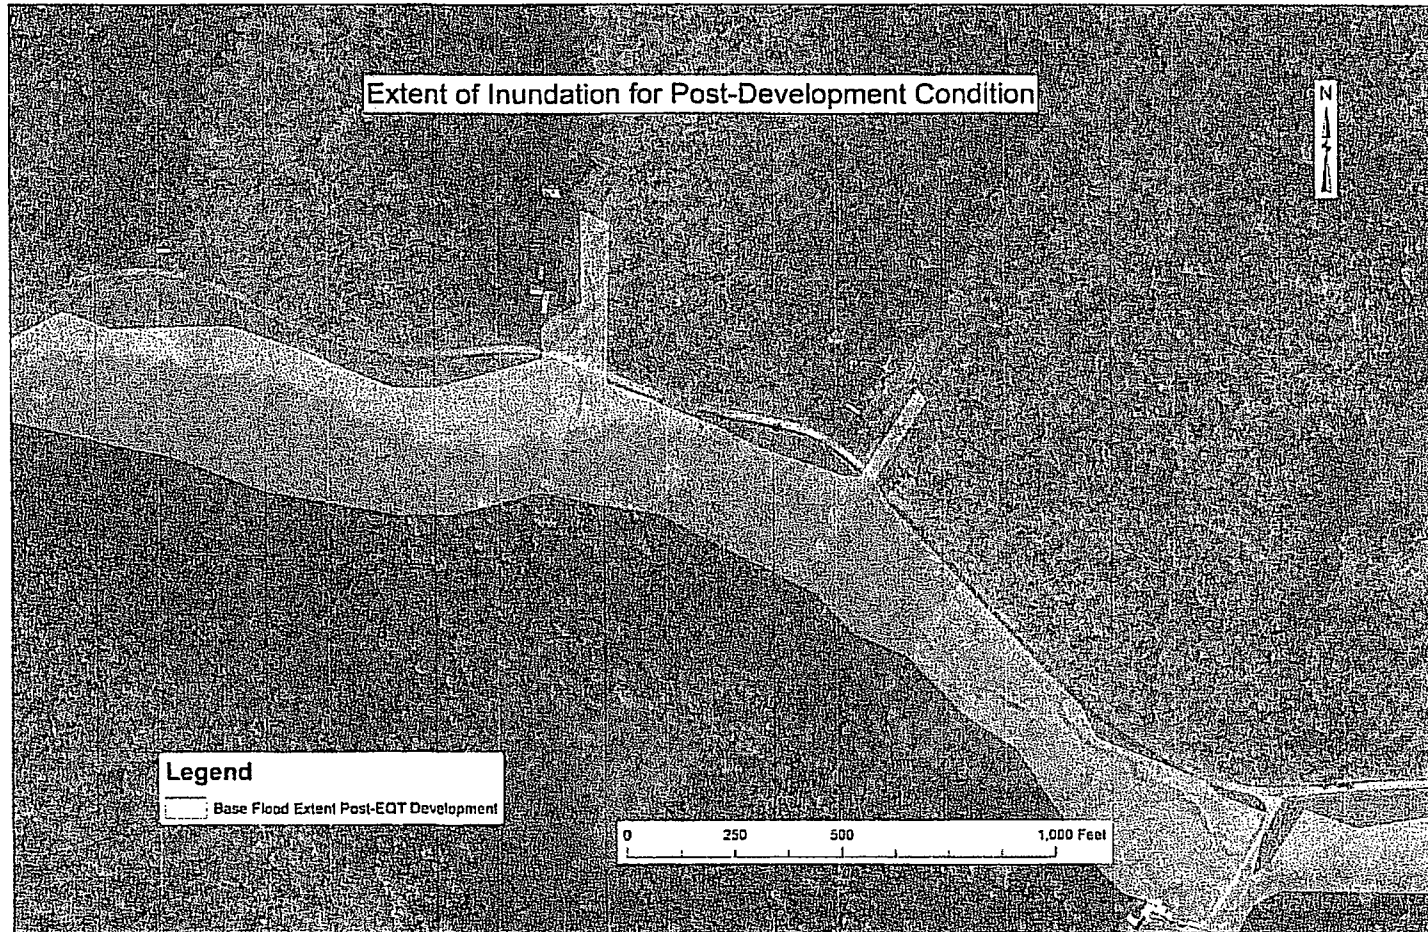 Extent of Inundation for Post-Development Condition
N
Legend
Base Flood Extent Post-EQT Development
0 250 500 1,000 Feet